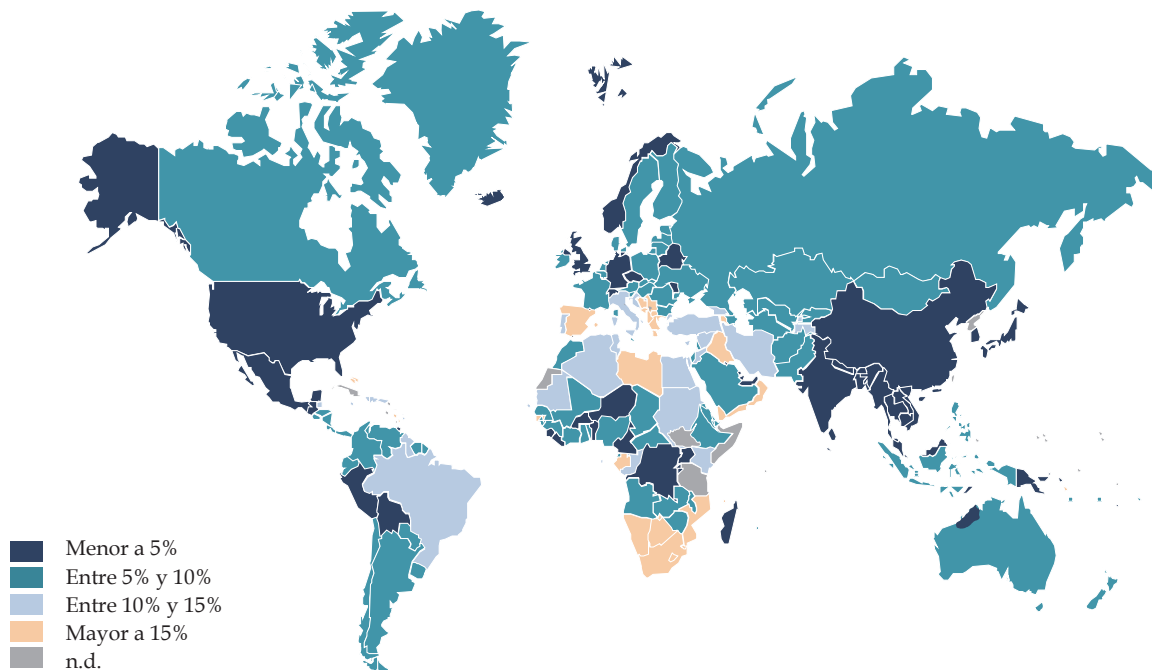 Menor a 5%
Entre 5% y 10%
Entre 10% y 15%
Mayor a 15%
n.d.